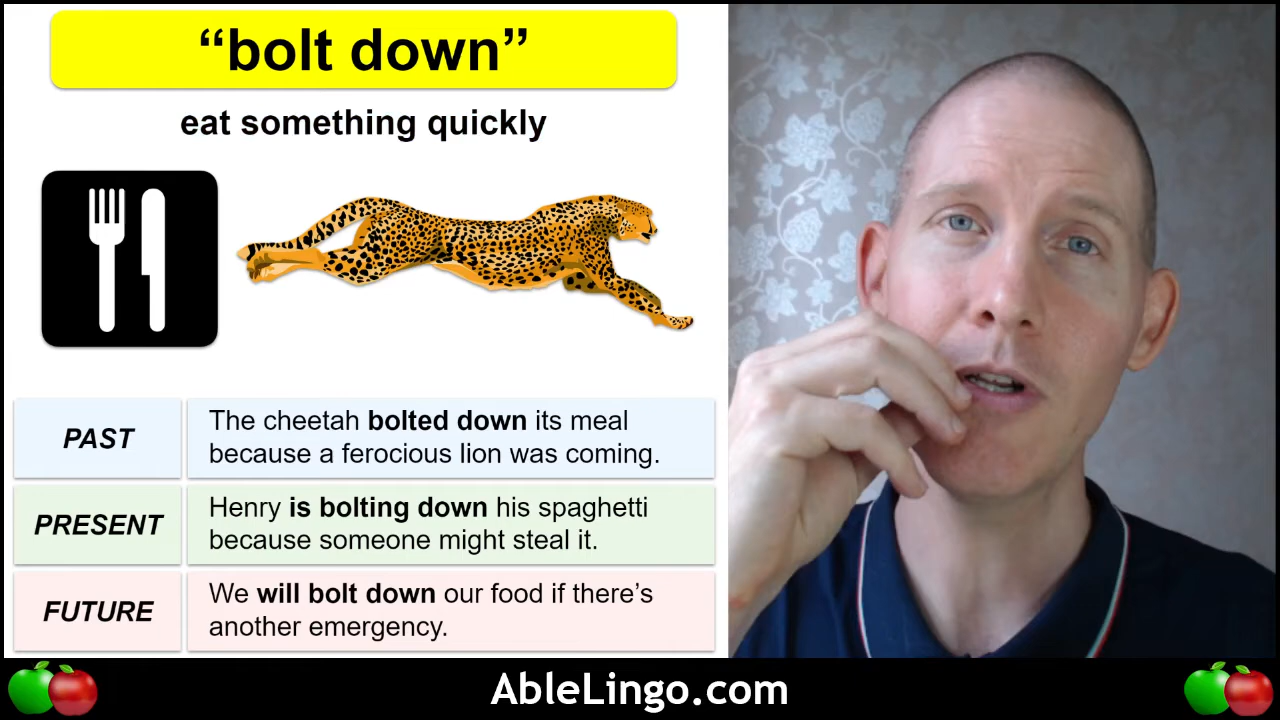 “bolt down”
eat something quickly
PAST
The cheetah bolted down its meal
because a ferocious lion was coming.
PRESENT
Henry is bolting down his spaghetti
because someone might steal it.
FUTURE
We will bolt down our food if there’s
another emergency.
AbleLingo.com